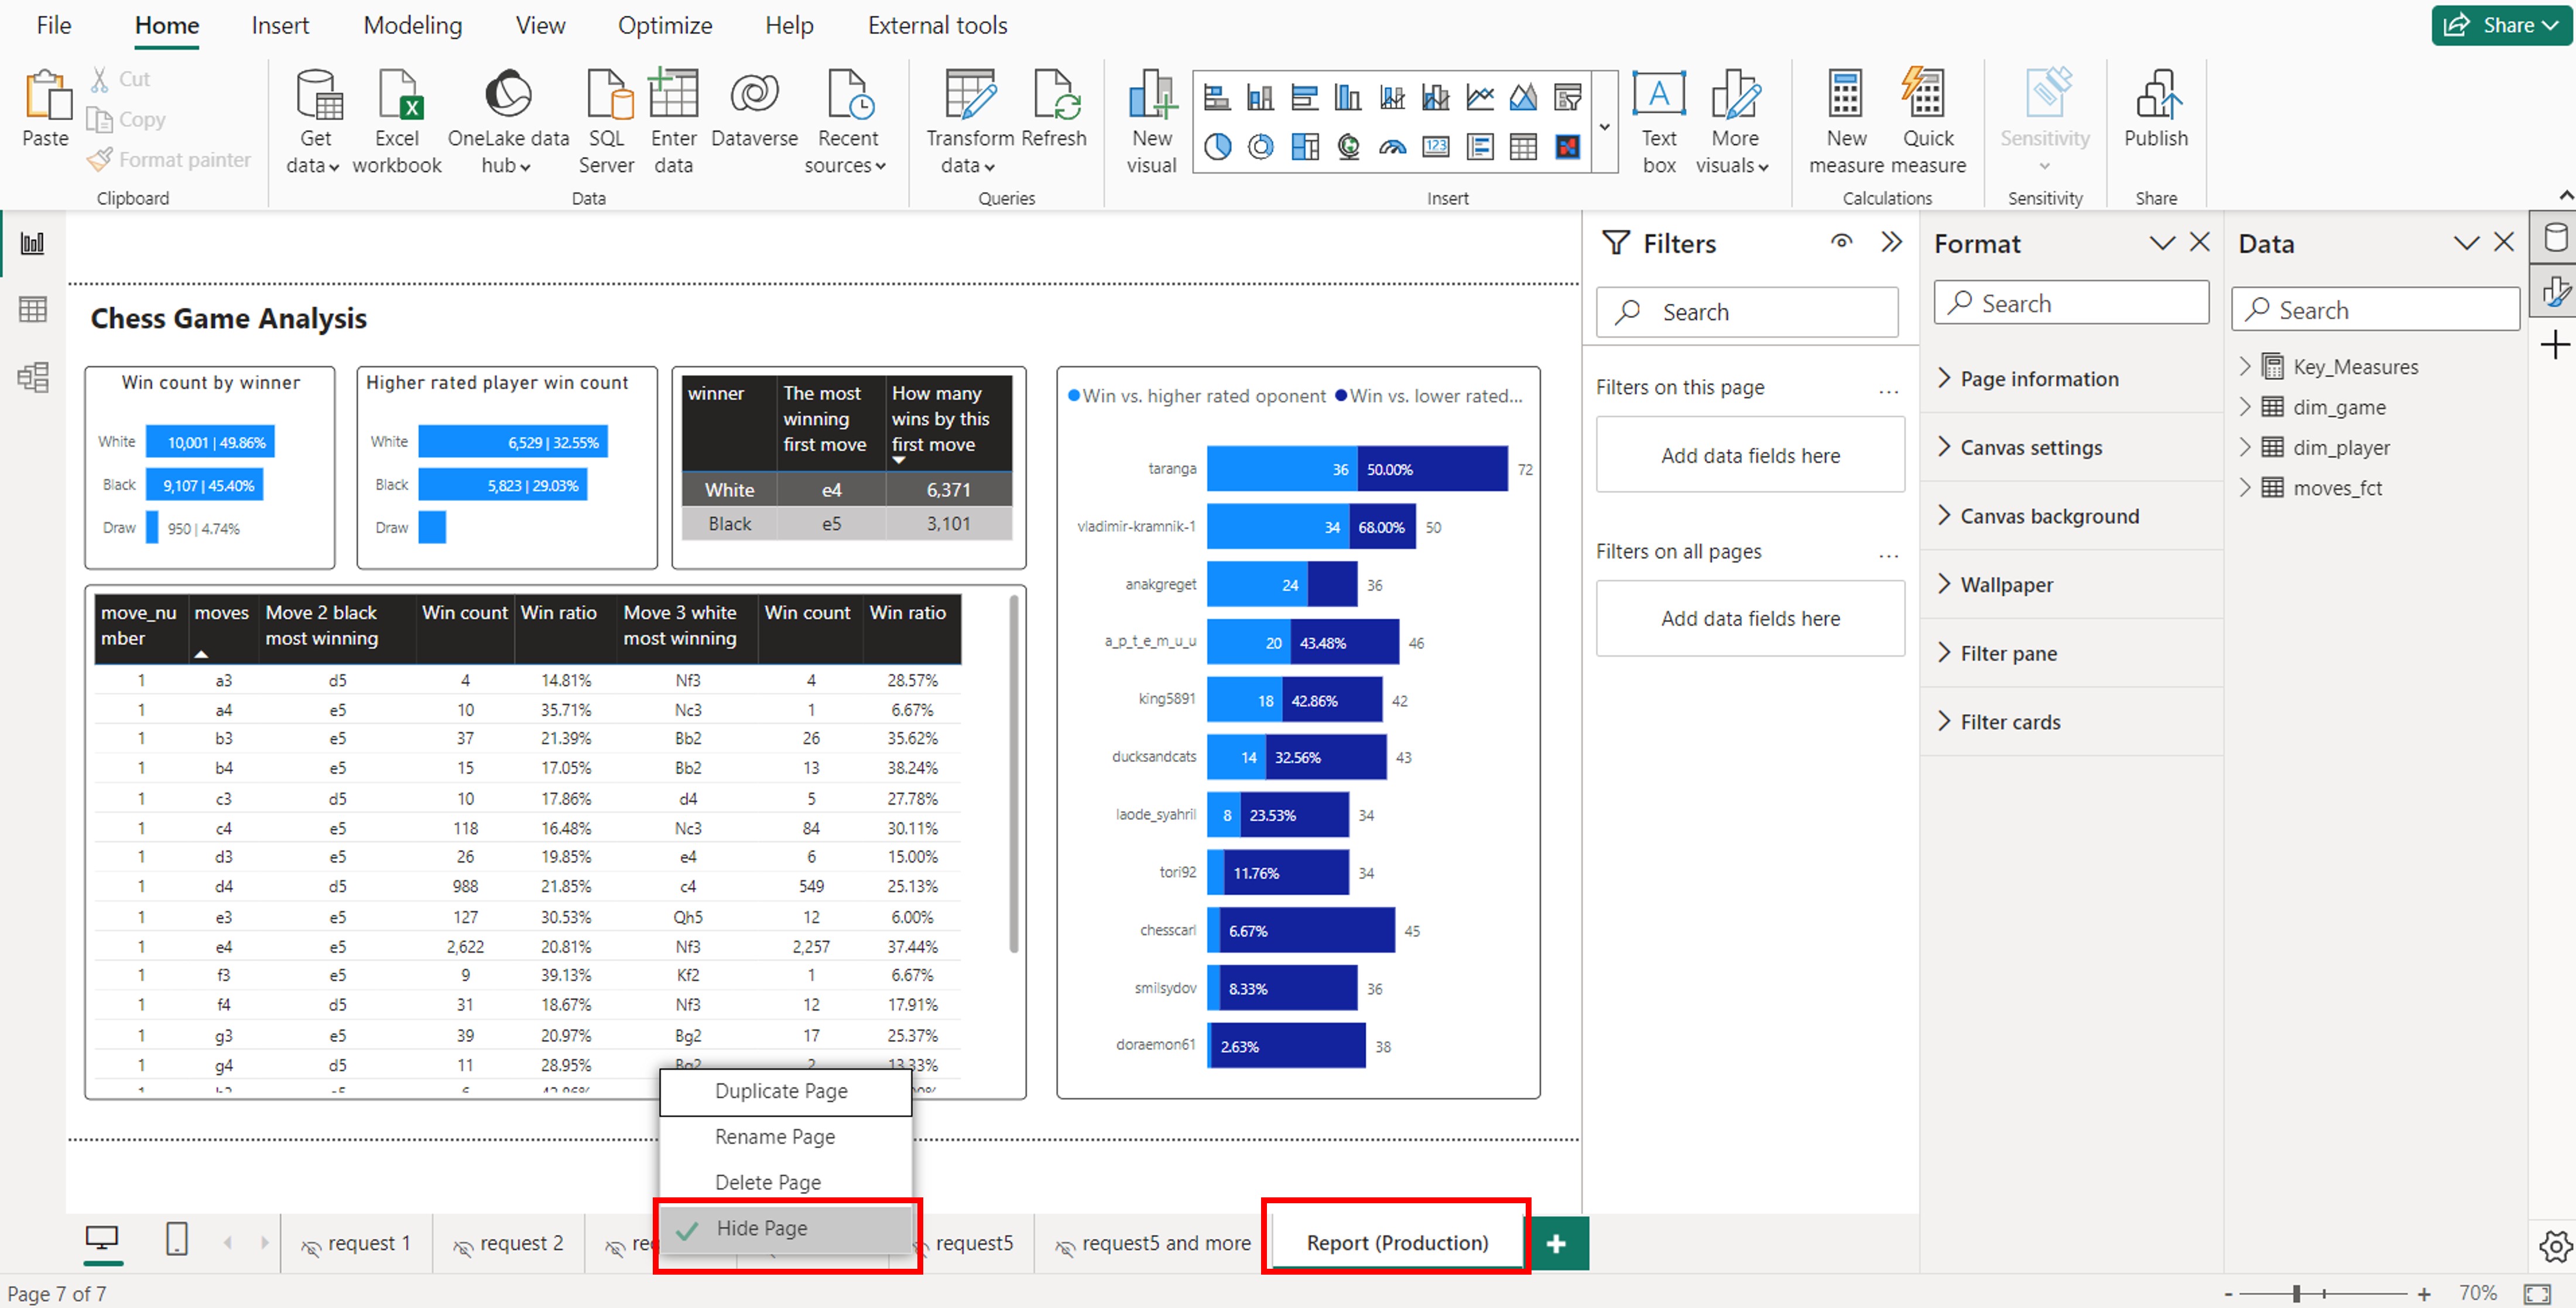 File Home Insert Modeling View Optimize Help External tools
Share
Paste
Cut
Copy
Format painter
Clipboard
Get data
Excel workbook
OneLake data hub
SQL Server
Enter data
Dataverse
Recent sources
Data
Transform data
Refresh
Queries
New visual
123
A
Text box
More visuals
Insert
New measure
Quick measure
Calculations
Sensitivity
Sensitivity
Publish
Share
Chess Game Analysis
Win count by winner
White 10,001 | 49.86%
Black 9,107 | 45.40%
Draw 950 | 4.74%
Higher rated player win count
White 6,529 | 32.55%
Black 5,823 | 29.03%
Draw
winner The most winning first move How many wins by this first move
White e4 6,371
Black e5 3,101
move_number moves Move 2 black most winning Win count Win ratio Move 3 white most winning Win count Win ratio
1 a3 d5 4 14.81% Nf3 4 28.57%
1 a4 e5 10 35.71% Nc3 1 6.67%
1 b3 e5 37 21.39% Bb2 26 35.62%
1 b4 e5 15 17.05% Bb2 13 38.24%
1 c3 d5 10 17.86% d4 5 27.78%
1 c4 e5 118 16.48% Nc3 84 30.11%
1 d3 e5 26 19.85% e4 6 15.00%
1 d4 d5 988 21.85% c4 549 25.13%
1 e3 e5 127 30.53% Qh5 12 6.00%
1 e4 e5 2,622 20.81% Nf3 2,257 37.44%
1 f3 e5 9 39.13% Kf2 1 6.67%
1 f4 d5 31 18.67% Nf3 12 17.91%
1 g3 e5 39 20.97% Bg2 17 25.37%
1 g4 d5 11 28.95% Bg2 2 13.33%
Win vs. higher rated oponent Win vs. lower rated...
taranga 36 50.00% 72
vladimir-kramnik-1 34 68.00% 50
anakgreget 24 36
a_p_t_e_m_u_u 20 43.48% 46
king5891 18 42.86% 42
ducksandcats 14 32.56% 43
laode_syahril 8 23.53% 34
tori92 11.76% 34
chesscarl 6.67% 45
smilsydov 8.33% 36
doraemon61 2.63% 38
Filters
Search
Filters on this page ...
Add data fields here
Filters on all pages ...
Add data fields here
Format
Search
Page information
Canvas settings
Canvas background
Wallpaper
Filter pane
Filter cards
Data
Search
Key_Measures
dim_game
dim_player
moves_fct
Duplicate Page
Rename Page
Delete Page
Hide Page
request 1 request 2 req request5 request5 and more Report (Production) +
Page 7 of 7
- + 70%